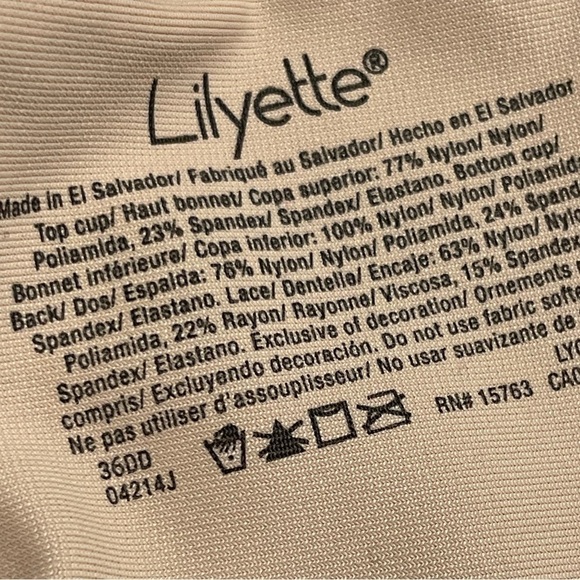 Lilyette®
Made in El Salvador/ Fabriqué au Salvador/ Hecho en El Salvador
Top cup/ Haut bonnet/ Copa superior: 77% Nylon/ Nylon/
Poliamida, 23% Spandex/ Spandex/ Elastano. Bottom cup/
Bonnet inférieure/ Copa inferior: 100% Nylon/ Nylon/ Poliamida
Back/ Dos/ Espalda: 76% Nylon/ Nylon/ Poliamida, 24% Spandex/
Spandex/ Elastano. Lace/ Dentelle/ Encaje: 63% Nylon/
Poliamida, 22% Rayon/ Rayonne/ Viscosa, 15% Spandex/
Spandex/ Elastano. Exclusive of decoration/ Ornements
compris/ Excluyendo decoración. Do not use fabric
Ne pas utiliser d'assouplisseur/ No usar suavizante de
36DD
RN# 15763
04214J